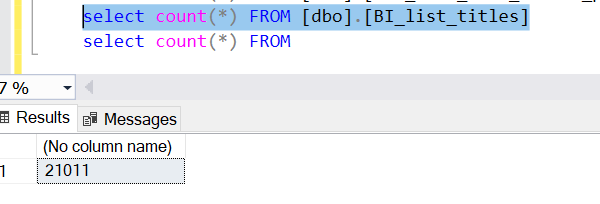 select count(*) FROM [dbo].[BI_list_titles]
select count(*) FROM
7 %
Results
Messages
(No column name)
1
21011